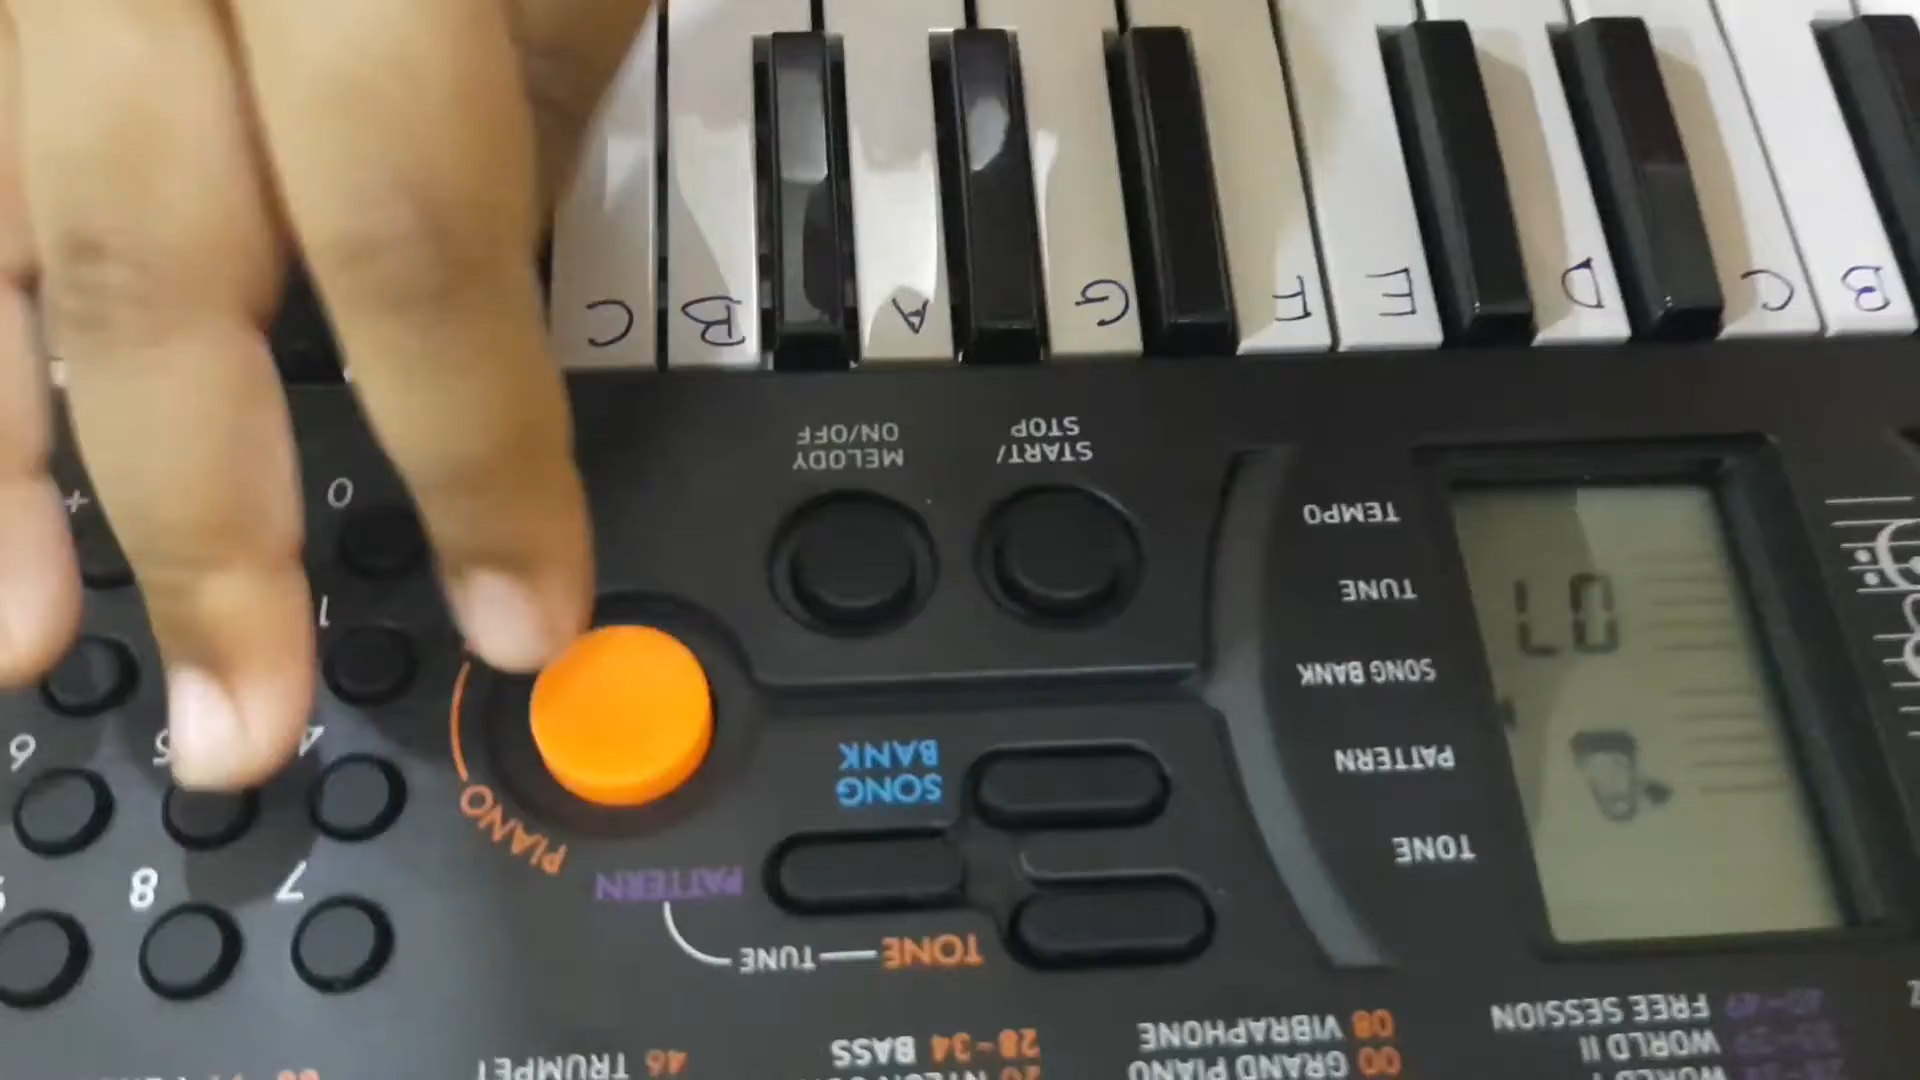 WORLD II
FREE SESSION
00 GRAND PIANO
08 VIBRAPHONE
28-34 BASS
46 TRUMPET
TONE
PATTERN
SONG BANK
TUNE
TEMPO
07
TONE
TUNE
PATTERN
SONG
BANK
PIANO
7
8
4
5
6
1
0
+
START/
STOP
MELODY
ON/OFF
B C D E F G A B C